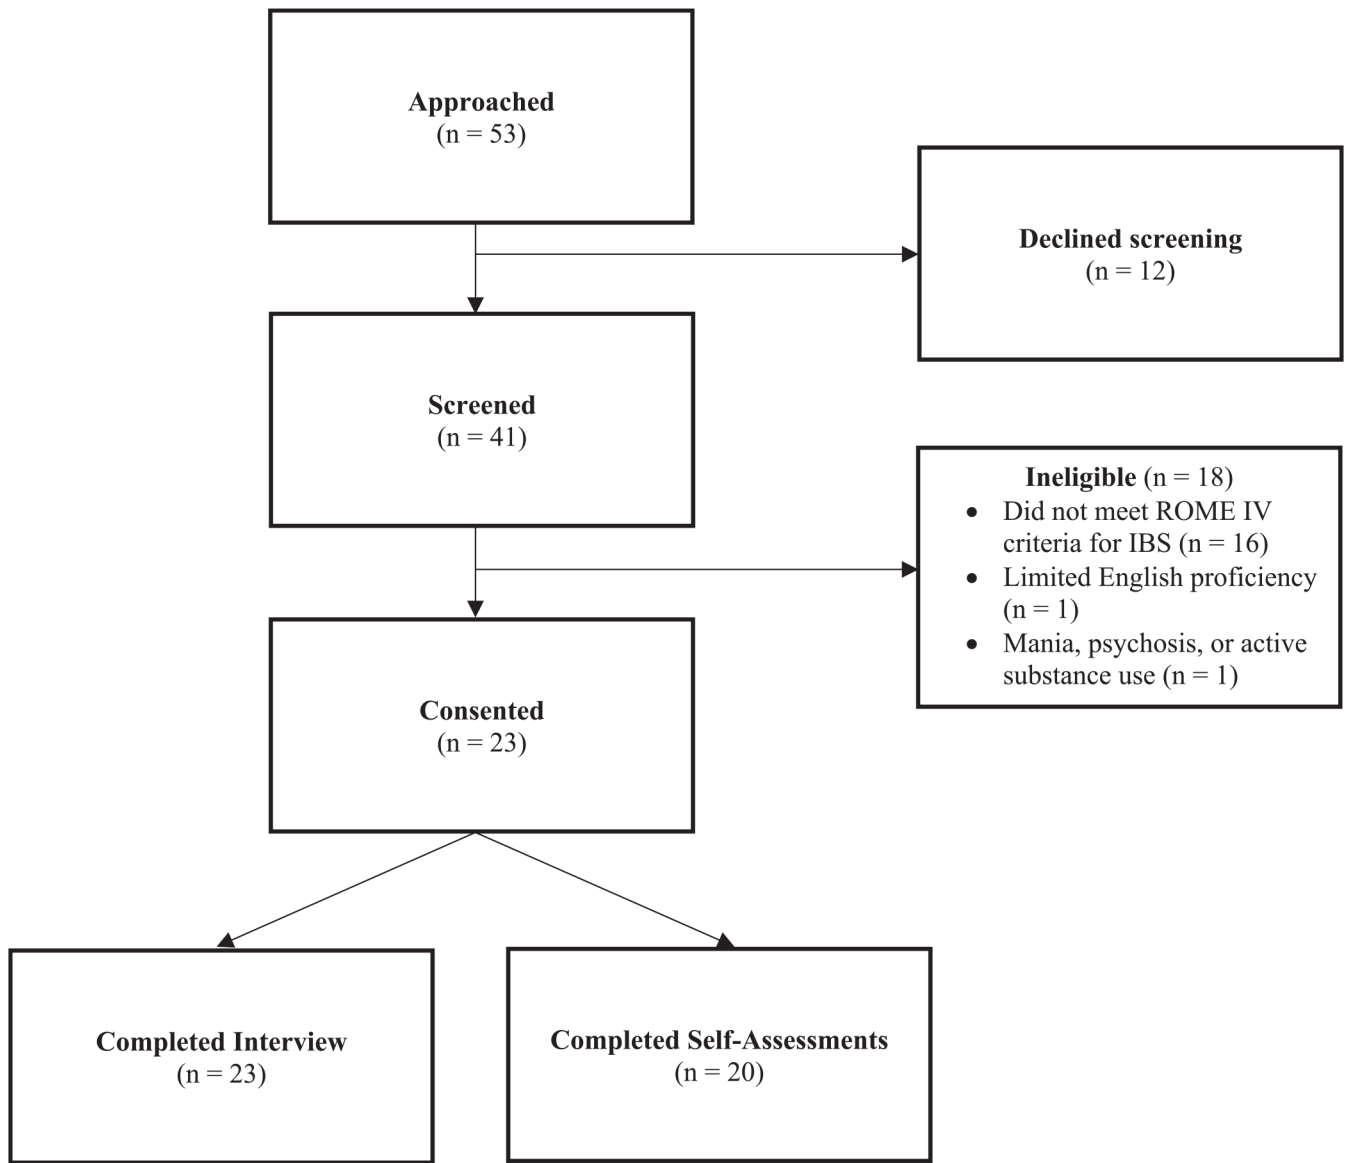 Approached
(n = 53)
Declined screening
(n = 12)
Screened
(n = 41)
Ineligible (n = 18)
• Did not meet ROME IV
criteria for IBS (n = 16)
• Limited English proficiency
(n = 1)
• Mania, psychosis, or active
substance use (n = 1)
Consented
(n = 23)
Completed Interview
(n = 23)
Completed Self-Assessments
(n = 20)